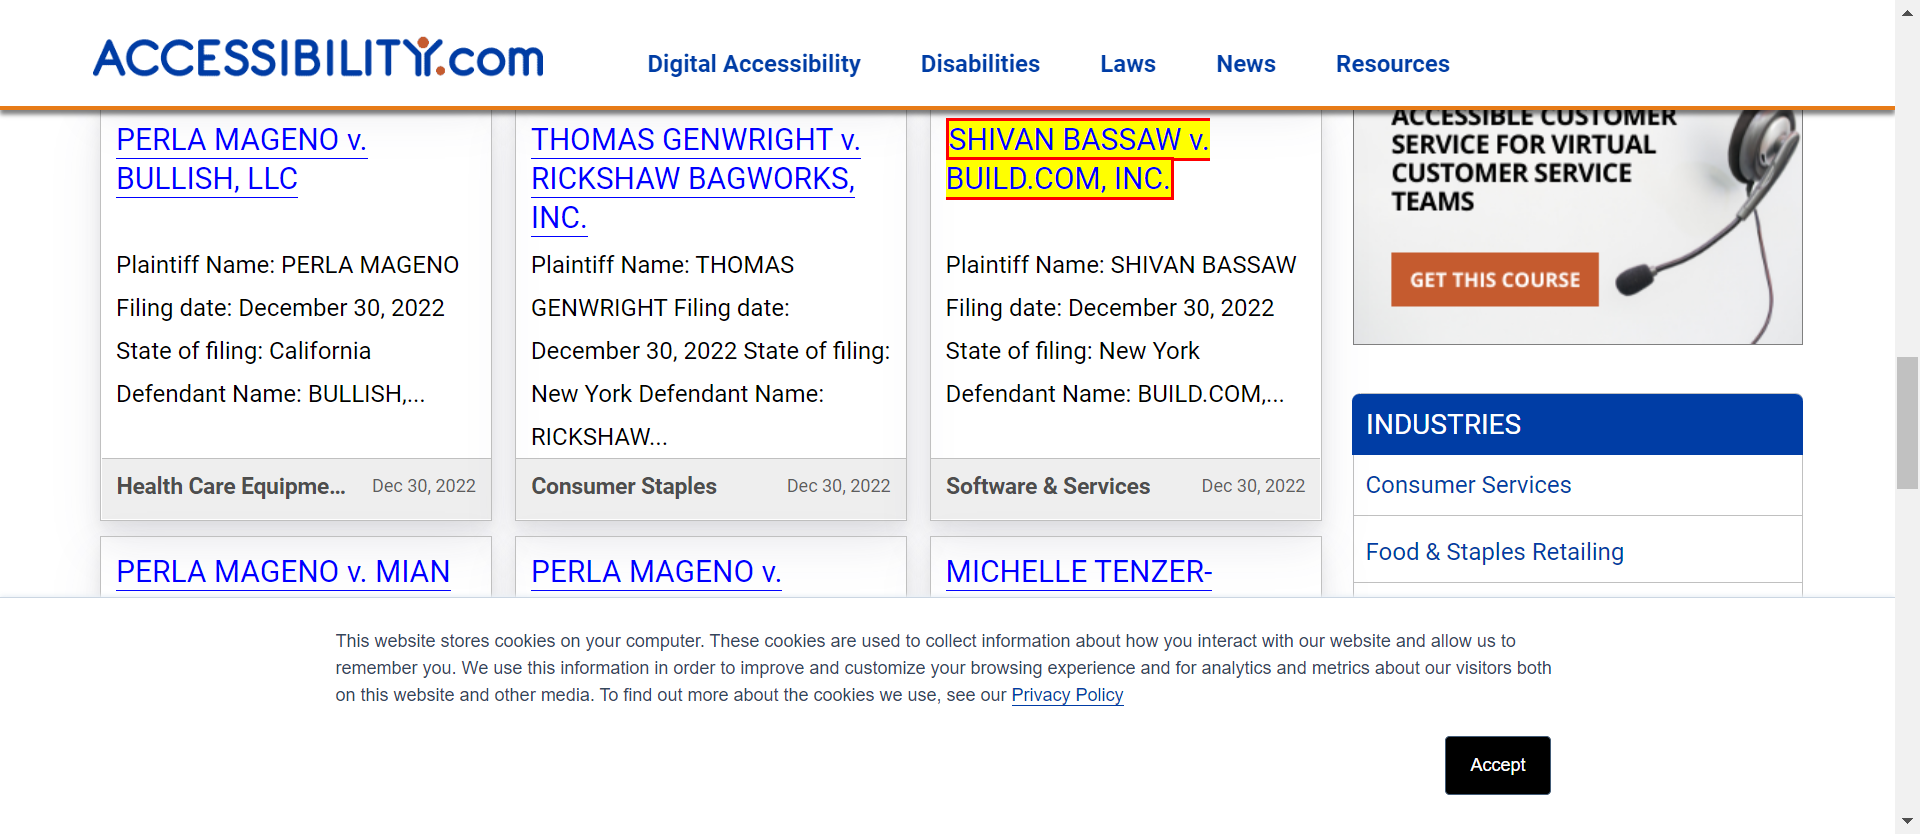 ACCESSIBILITY.com
Digital Accessibility
Disabilities
Laws
News
Resources
PERLA MAGENO v.
BULLISH, LLC
Plaintiff Name: PERLA MAGENO
Filing date: December 30, 2022
State of filing: California
Defendant Name: BULLISH,...
Health Care Equipme...
Dec 30, 2022
THOMAS GENWRIGHT v.
RICKSHAW BAGWORKS,
INC.
Plaintiff Name: THOMAS
GENWRIGHT Filing date:
December 30, 2022 State of filing:
New York Defendant Name:
RICKSHAW...
Consumer Staples
Dec 30, 2022
SHIVAN BASSAW v.
BUILD.COM, INC.
Plaintiff Name: SHIVAN BASSAW
Filing date: December 30, 2022
State of filing: New York
Defendant Name: BUILD.COM,...
Software & Services
Dec 30, 2022
PERLA MAGENO v. MIAN
PERLA MAGENO v.
MICHELLE TENZER-
ACCESSIBLE CUSTOMER
SERVICE FOR VIRTUAL
CUSTOMER SERVICE
TEAMS
GET THIS COURSE
INDUSTRIES
Consumer Services
Food & Staples Retailing
This website stores cookies on your computer. These cookies are used to collect information about how you interact with our website and allow us to
remember you. We use this information in order to improve and customize your browsing experience and for analytics and metrics about our visitors both
on this website and other media. To find out more about the cookies we use, see our Privacy Policy
Accept